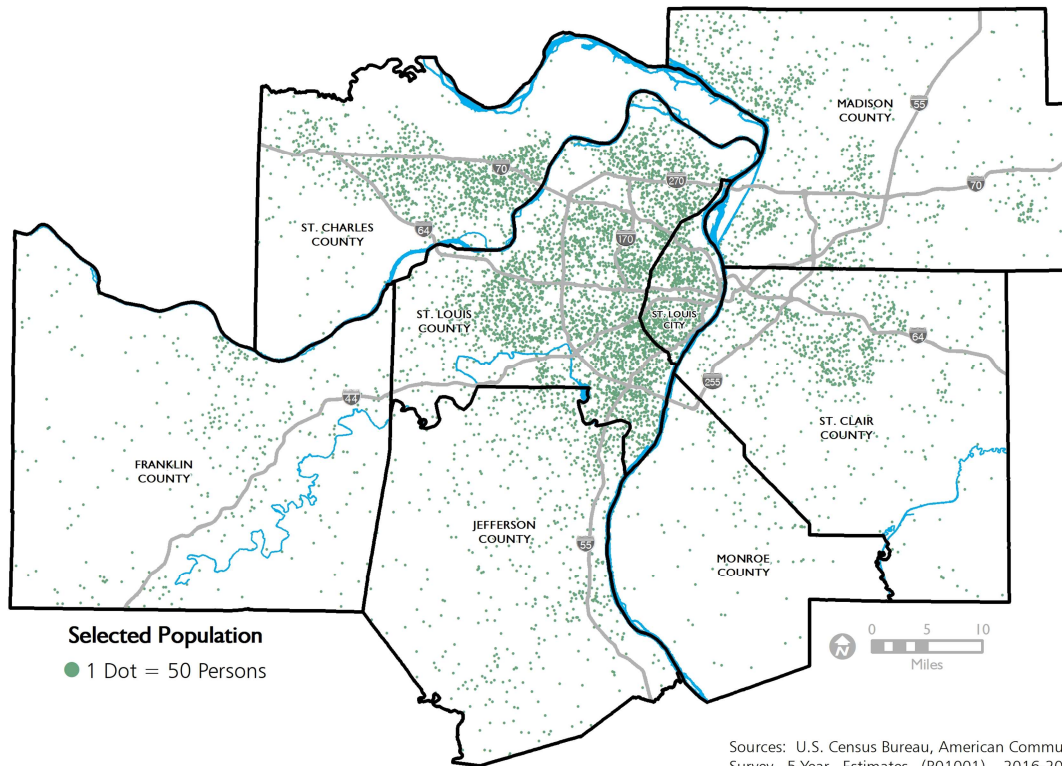 MADISON
COUNTY
55
70
270
70
ST. CHARLES
COUNTY
64
170
ST. LOUIS
COUNTY
ST. LOUIS
CITY
64
255
44
ST. CLAIR
COUNTY
FRANKLIN
COUNTY
JEFFERSON
COUNTY
55
MONROE
COUNTY
Selected Population
1 Dot = 50 Persons
N
0 5 10
Miles
Sources: U.S. Census Bureau, American Commu